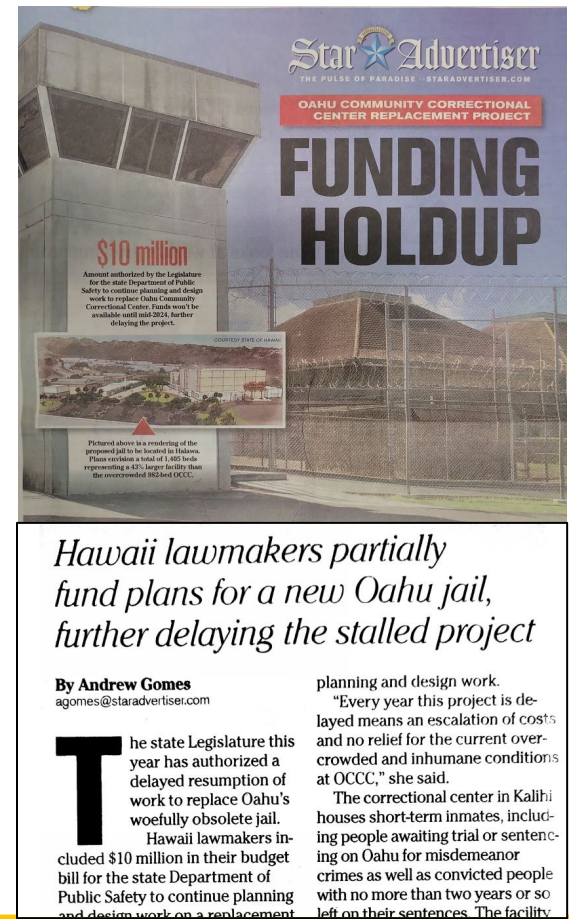 Star Advertiser
THE PULSE OF PARADISE STARADVERTISER.COM
OAHU COMMUNITY CORRECTIONAL
CENTER REPLACEMENT PROJECT
FUNDING
HOLDUP
$10 million
Amount authorized by the Legislature
for the state Department of Public
Safety to continue planning and design
work to replace Oahu Community
Correctional Center. Funds won't be
available until mid-2024, further
delaying the project.
COURTESY STATE OF HAWAII
Pictured above is a rendering of the
proposed jail to be located in Halawa.
Plans envision a total of 1,405 beds
representing a 43% larger facility than
the overcrowded 982-bed OCCC.
Hawaii lawmakers partially
fund plans for a new Oahu jail,
further delaying the stalled project
By Andrew Gomes
agomes@staradvertiser.com
The state Legislature this
year has authorized a
delayed resumption of
work to replace Oahu's
woefully obsolete jail.
Hawaii lawmakers in-
cluded $10 million in their budget
bill for the state Department of
Public Safety to continue planning
and design work on a replacement
planning and design work.
"Every year this project is de-
layed means an escalation of costs
and no relief for the current over-
crowded and inhumane conditions
at OCCC," she said.
The correctional center in Kalihi
houses short-term inmates, includ-
ing people awaiting trial or sentenc-
ing on Oahu for misdemeanor
crimes as well as convicted people
with no more than two years or so
left on their sentences. The facility